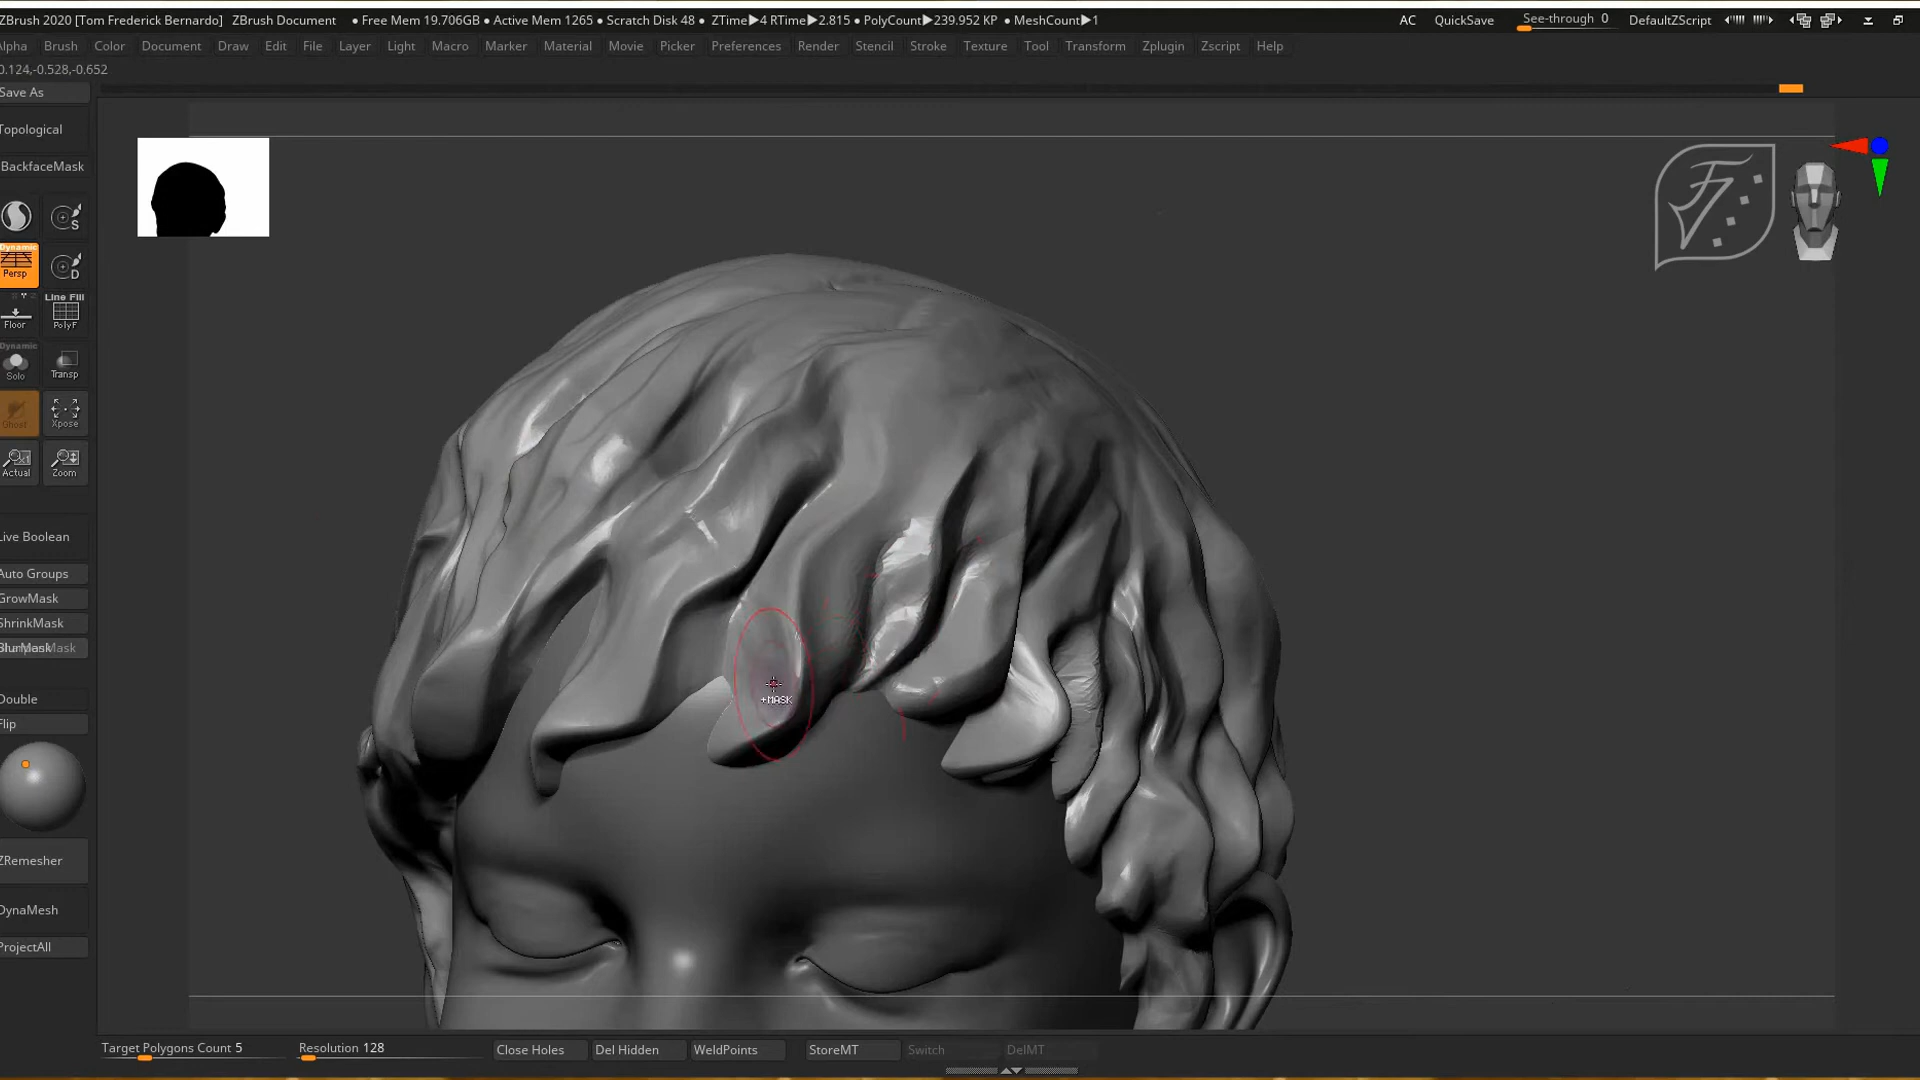 ZBrush 2020 [Tom Frederick Bernardo] ZBrush Document • Free Mem 19.706GB • Active Mem 1265 • Scratch Disk 48 • ZTime▶4 RTime▶2.815 • PolyCount▶239.952 KP • MeshCount▶1 AC QuickSave See-through 0 DefaultZScript
Alpha Brush Color Document Draw Edit File Layer Light Macro Marker Material Movie Picker Preferences Render Stencil Stroke Texture Tool Transform Zplugin Zscript Help
0.124,-0.528,-0.652
Save As
Topological
BackfaceMask
S
Dynamic
Persp
D
Line Fill
Floor PolyF
Dynamic
Solo Transp
Ghost Xpose
Actual Zoom
Live Boolean
Auto Groups
GrowMask
ShrinkMask
BlurMask
+MASK
Double
Flip
ZRemesher
DynaMesh
ProjectAll
Target Polygons Count 5 Resolution 128 Close Holes Del Hidden WeldPoints StoreMT Switch DelMT